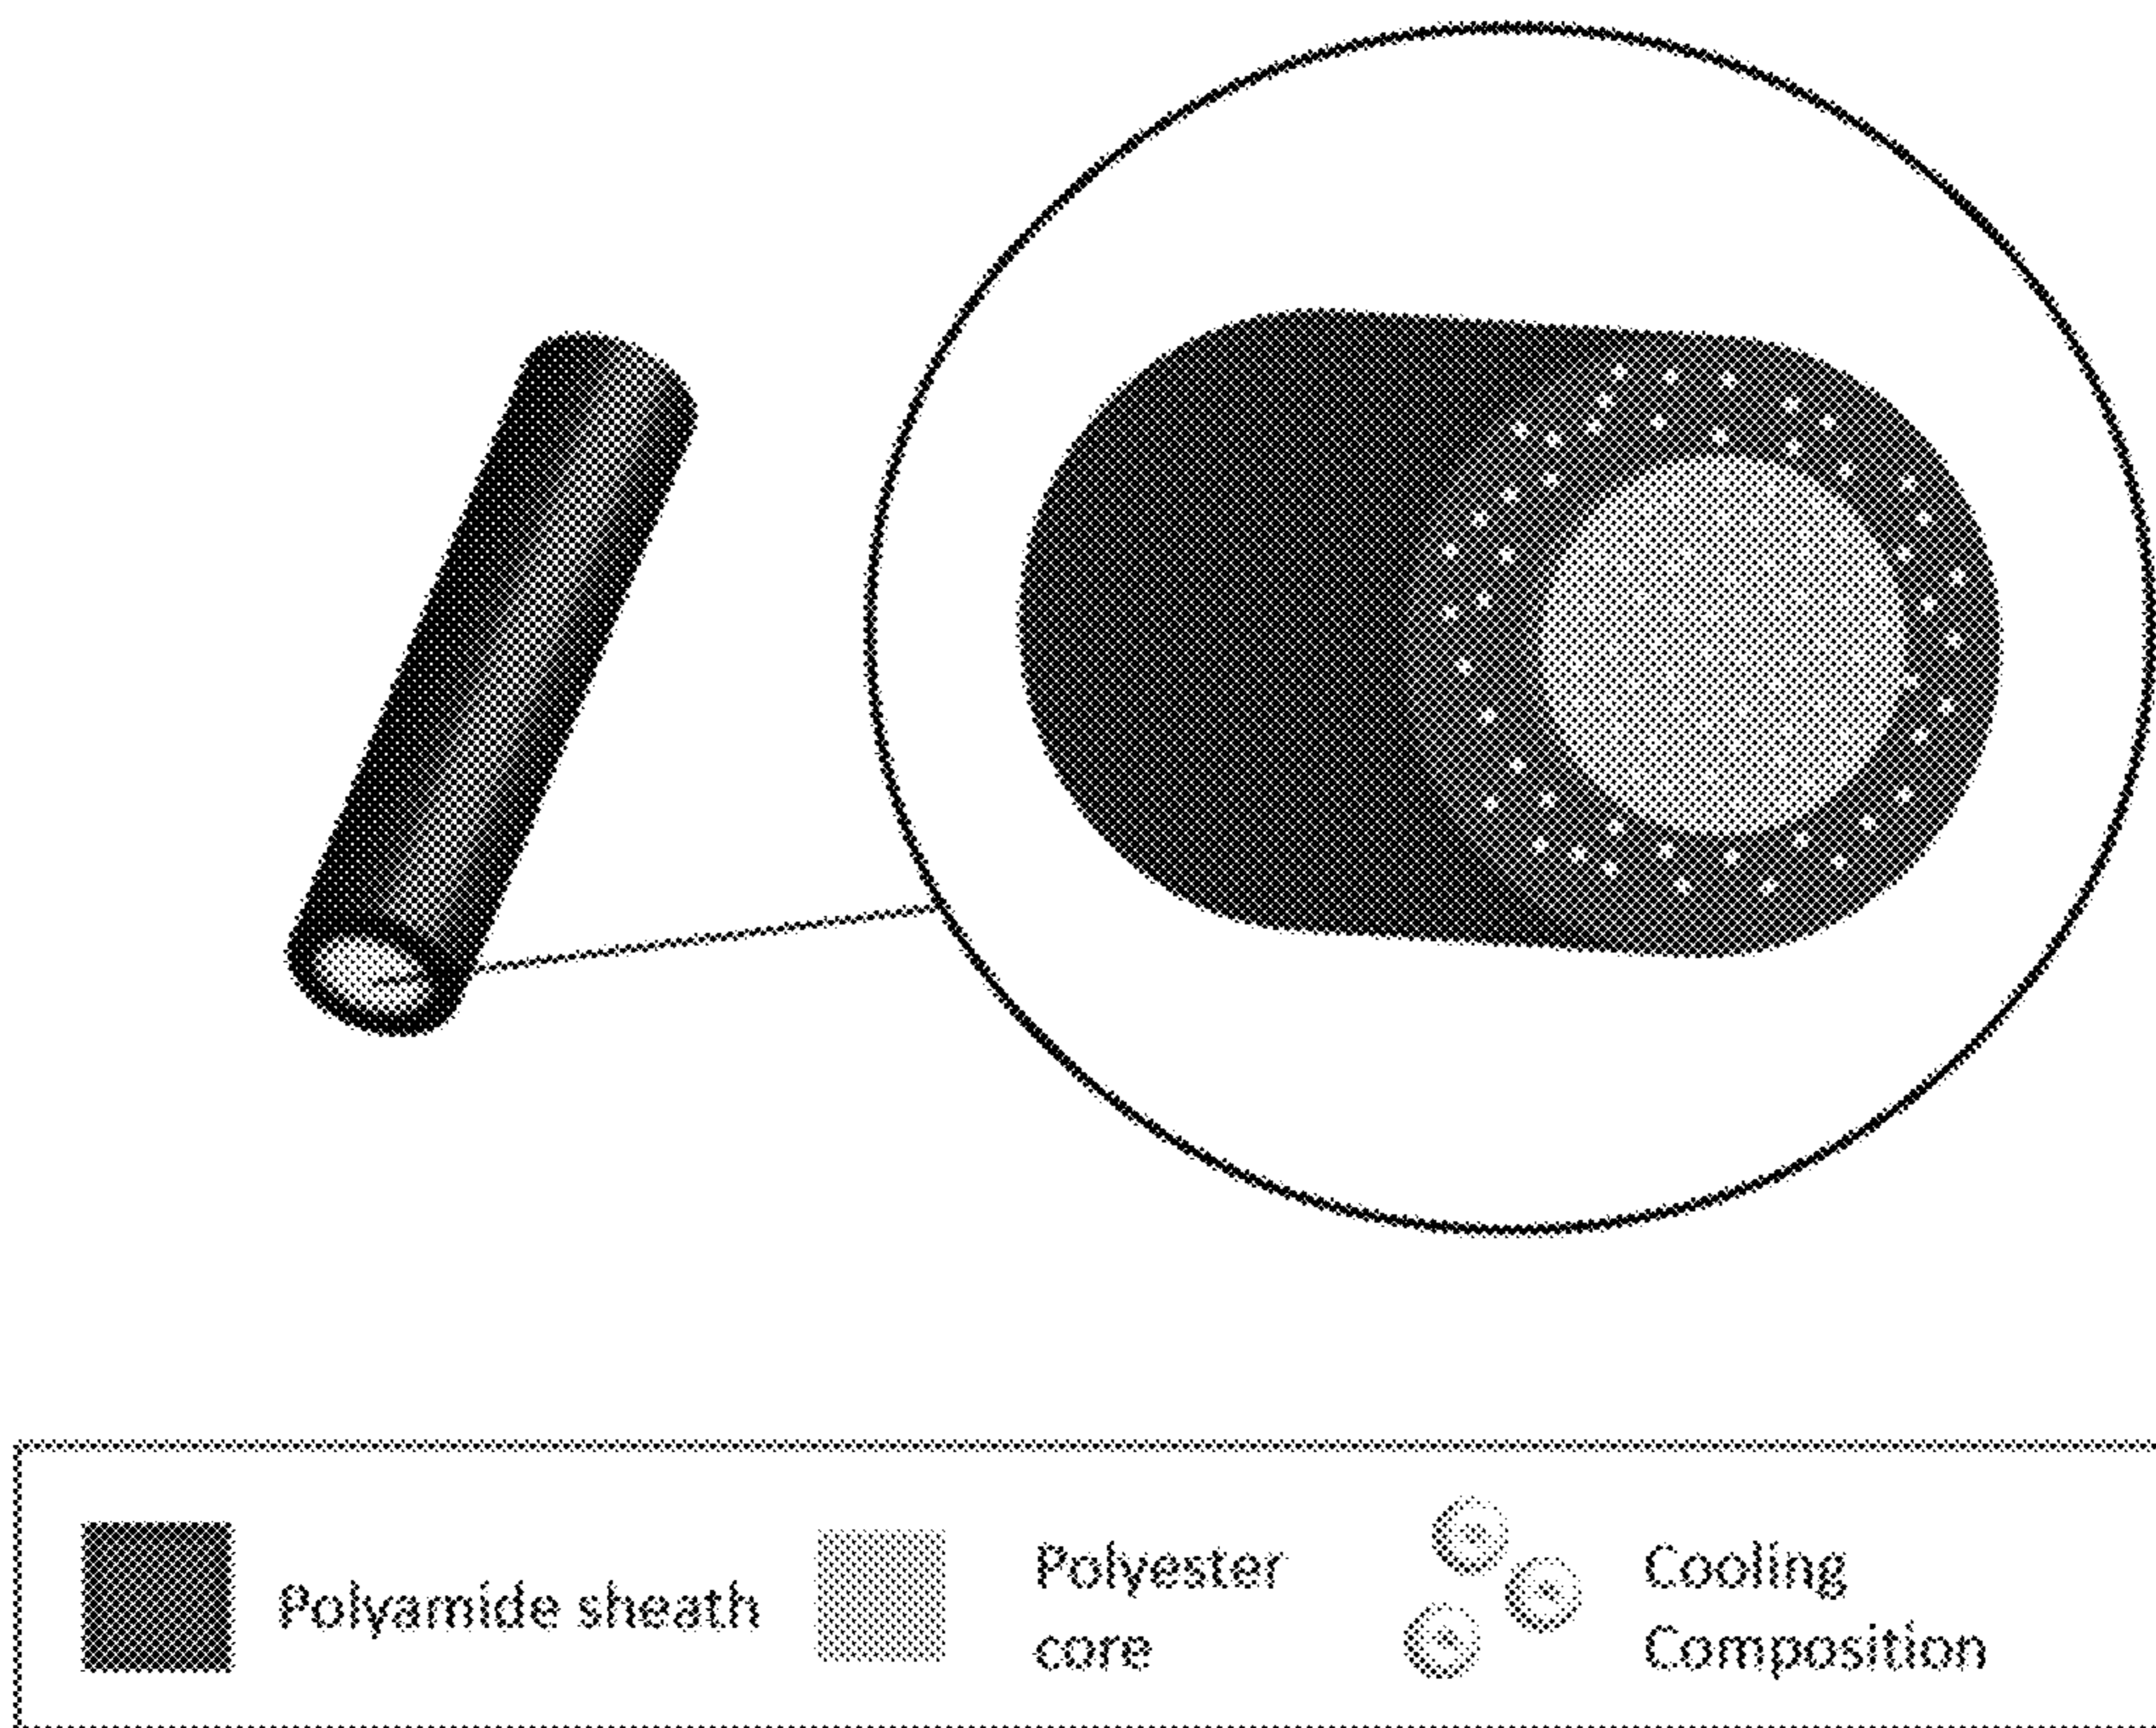 Polyamide sheath
Polyester
core
Cooling
Composition